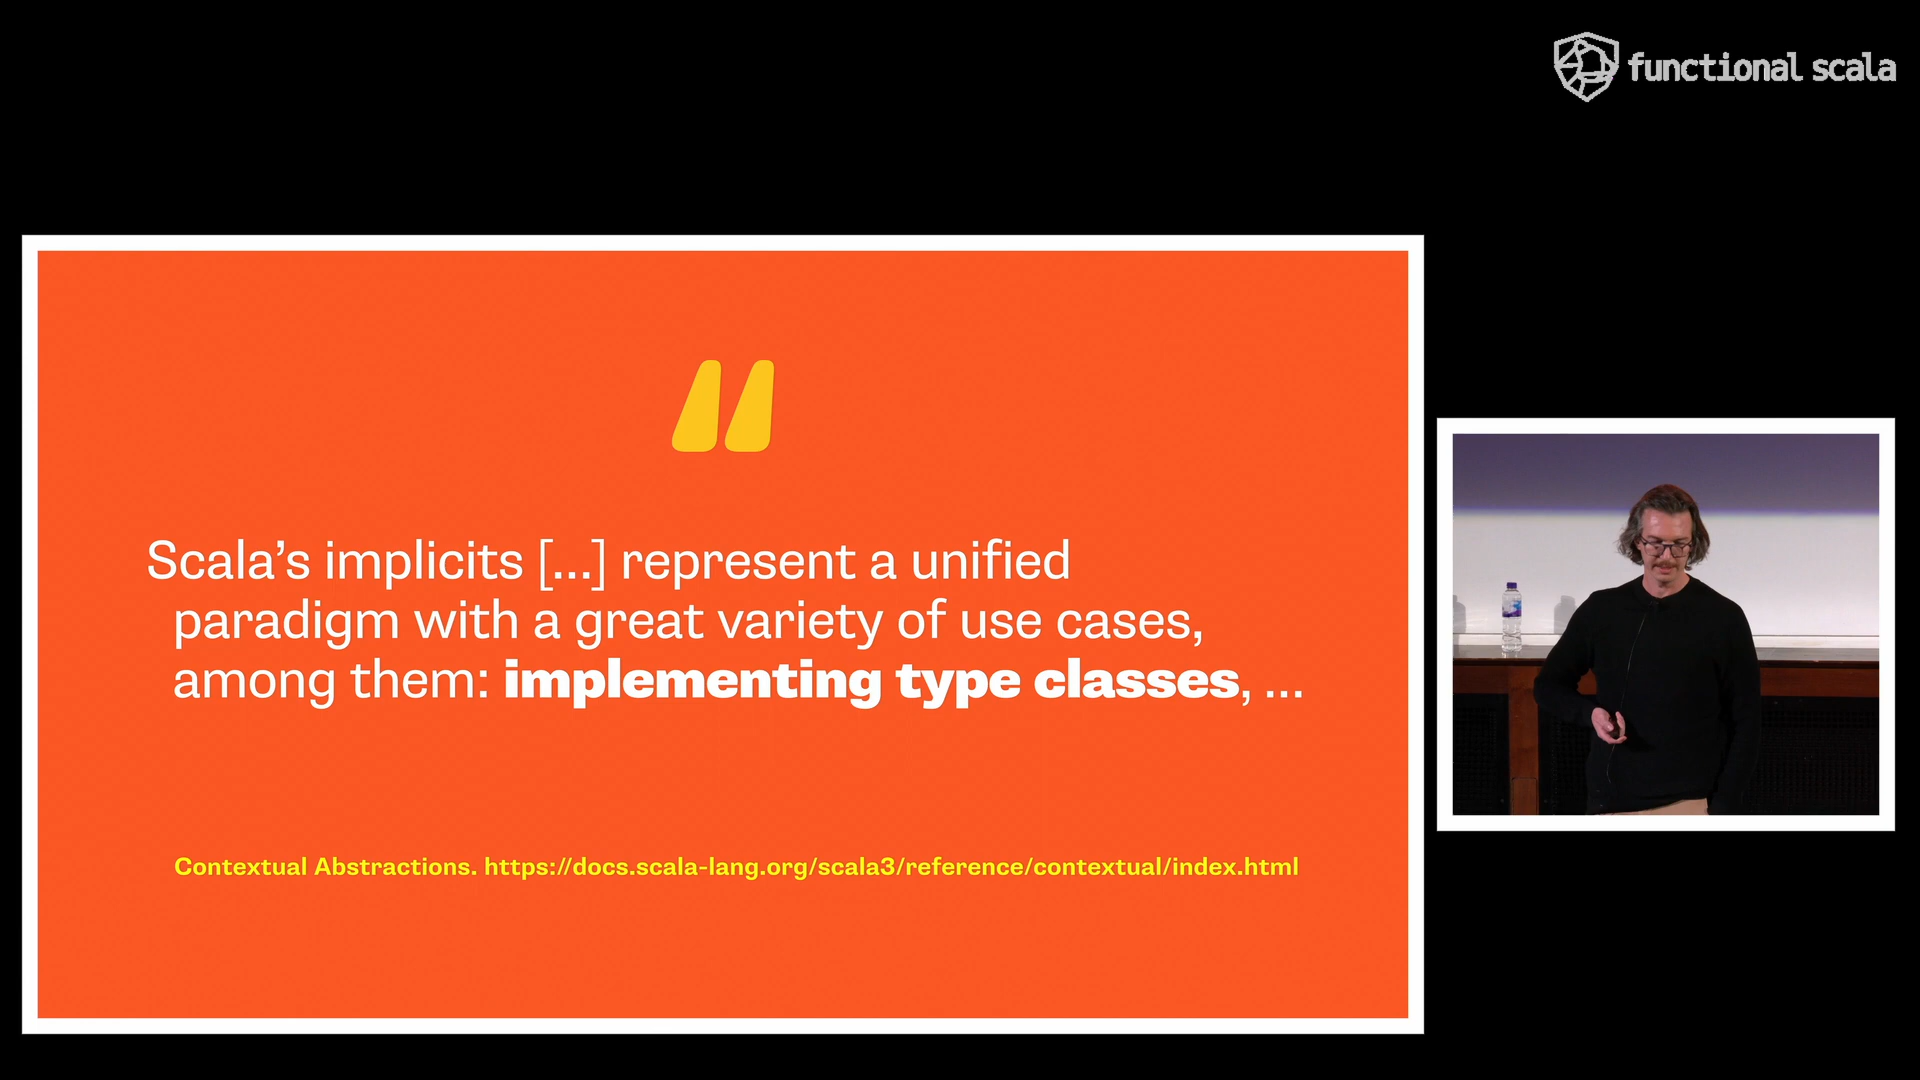 functional scala
Scala’s implicits [...] represent a unified
paradigm with a great variety of use cases,
among them: implementing type classes, ...
Contextual Abstractions. https://docs.scala-lang.org/scala3/reference/contextual/index.html